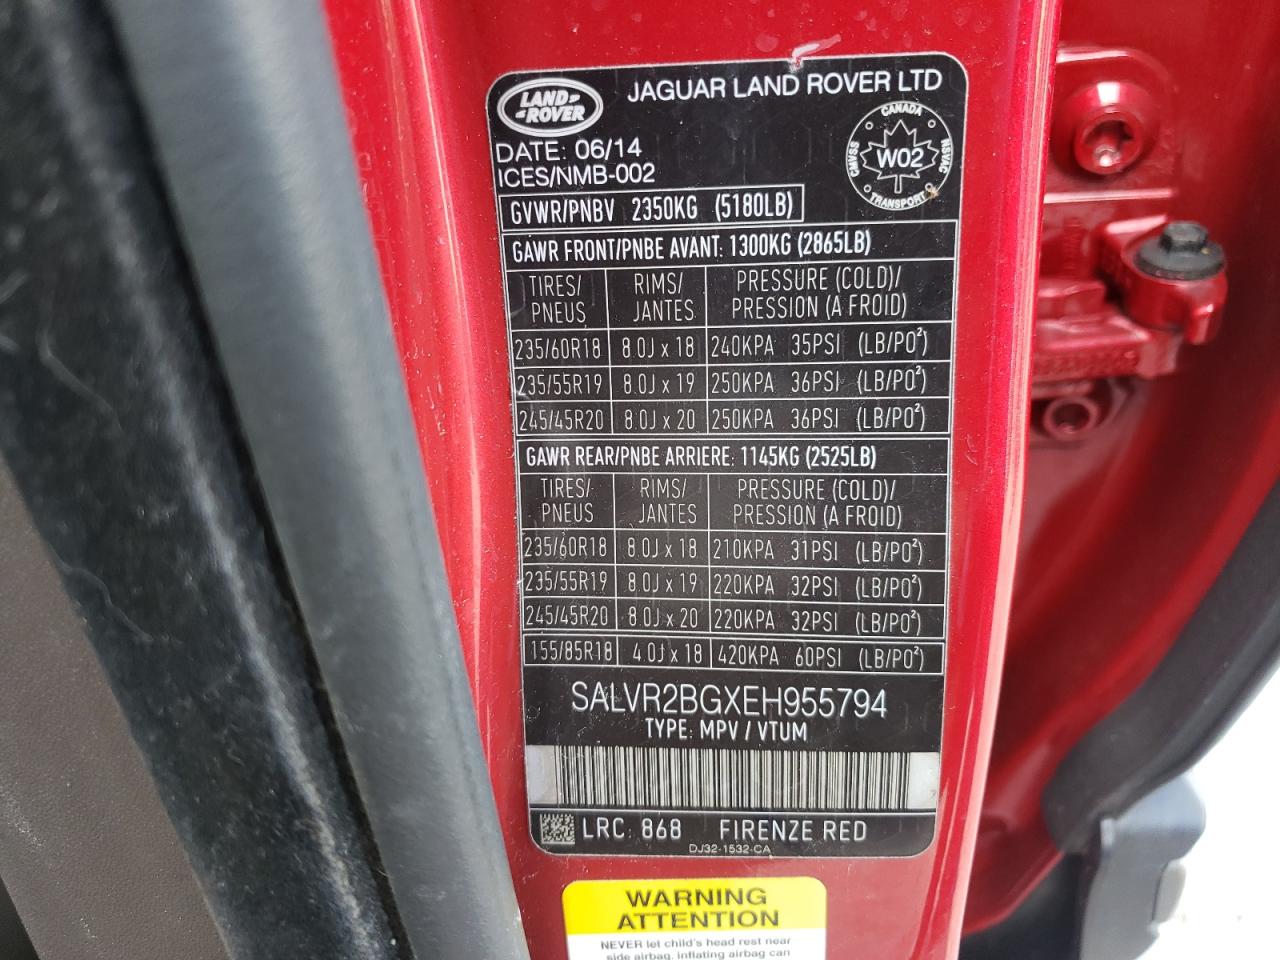 LAND ROVER
JAGUAR LAND ROVER LTD
DATE: 06/14
ICES/NMB-002
CANADA
CMVSS
W02
NSVAC
TRANSPORT
GVWR/PNBV 2350KG (5180LB)
GAWR FRONT/PNBE AVANT: 1300KG (2865LB)
TIRES/ RIMS/ PRESSURE (COLD)/
PNEUS JANTES PRESSION (A FROID)
235/60R18 8.0J x 18 240KPA 35PSI (LB/PO²)
235/55R19 8.0J x 19 250KPA 36PSI (LB/PO²)
245/45R20 8.0J x 20 250KPA 36PSI (LB/PO²)
GAWR REAR/PNBE ARRIERE: 1145KG (2525LB)
TIRES/ RIMS/ PRESSURE (COLD)/
PNEUS JANTES PRESSION (A FROID)
235/60R18 8.0J x 18 210KPA 31PSI (LB/PO²)
235/55R19 8.0J x 19 220KPA 32PSI (LB/PO²)
245/45R20 8.0J x 20 220KPA 32PSI (LB/PO²)
155/85R18 4.0J x 18 420KPA 60PSI (LB/PO²)
SALVR2BGXEH955794
TYPE: MPV / VTUM
LRC: 868 FIRENZE RED
DJ32-1532-CA
WARNING
ATTENTION
NEVER let child's head rest near
side airbag, inflating airbag can